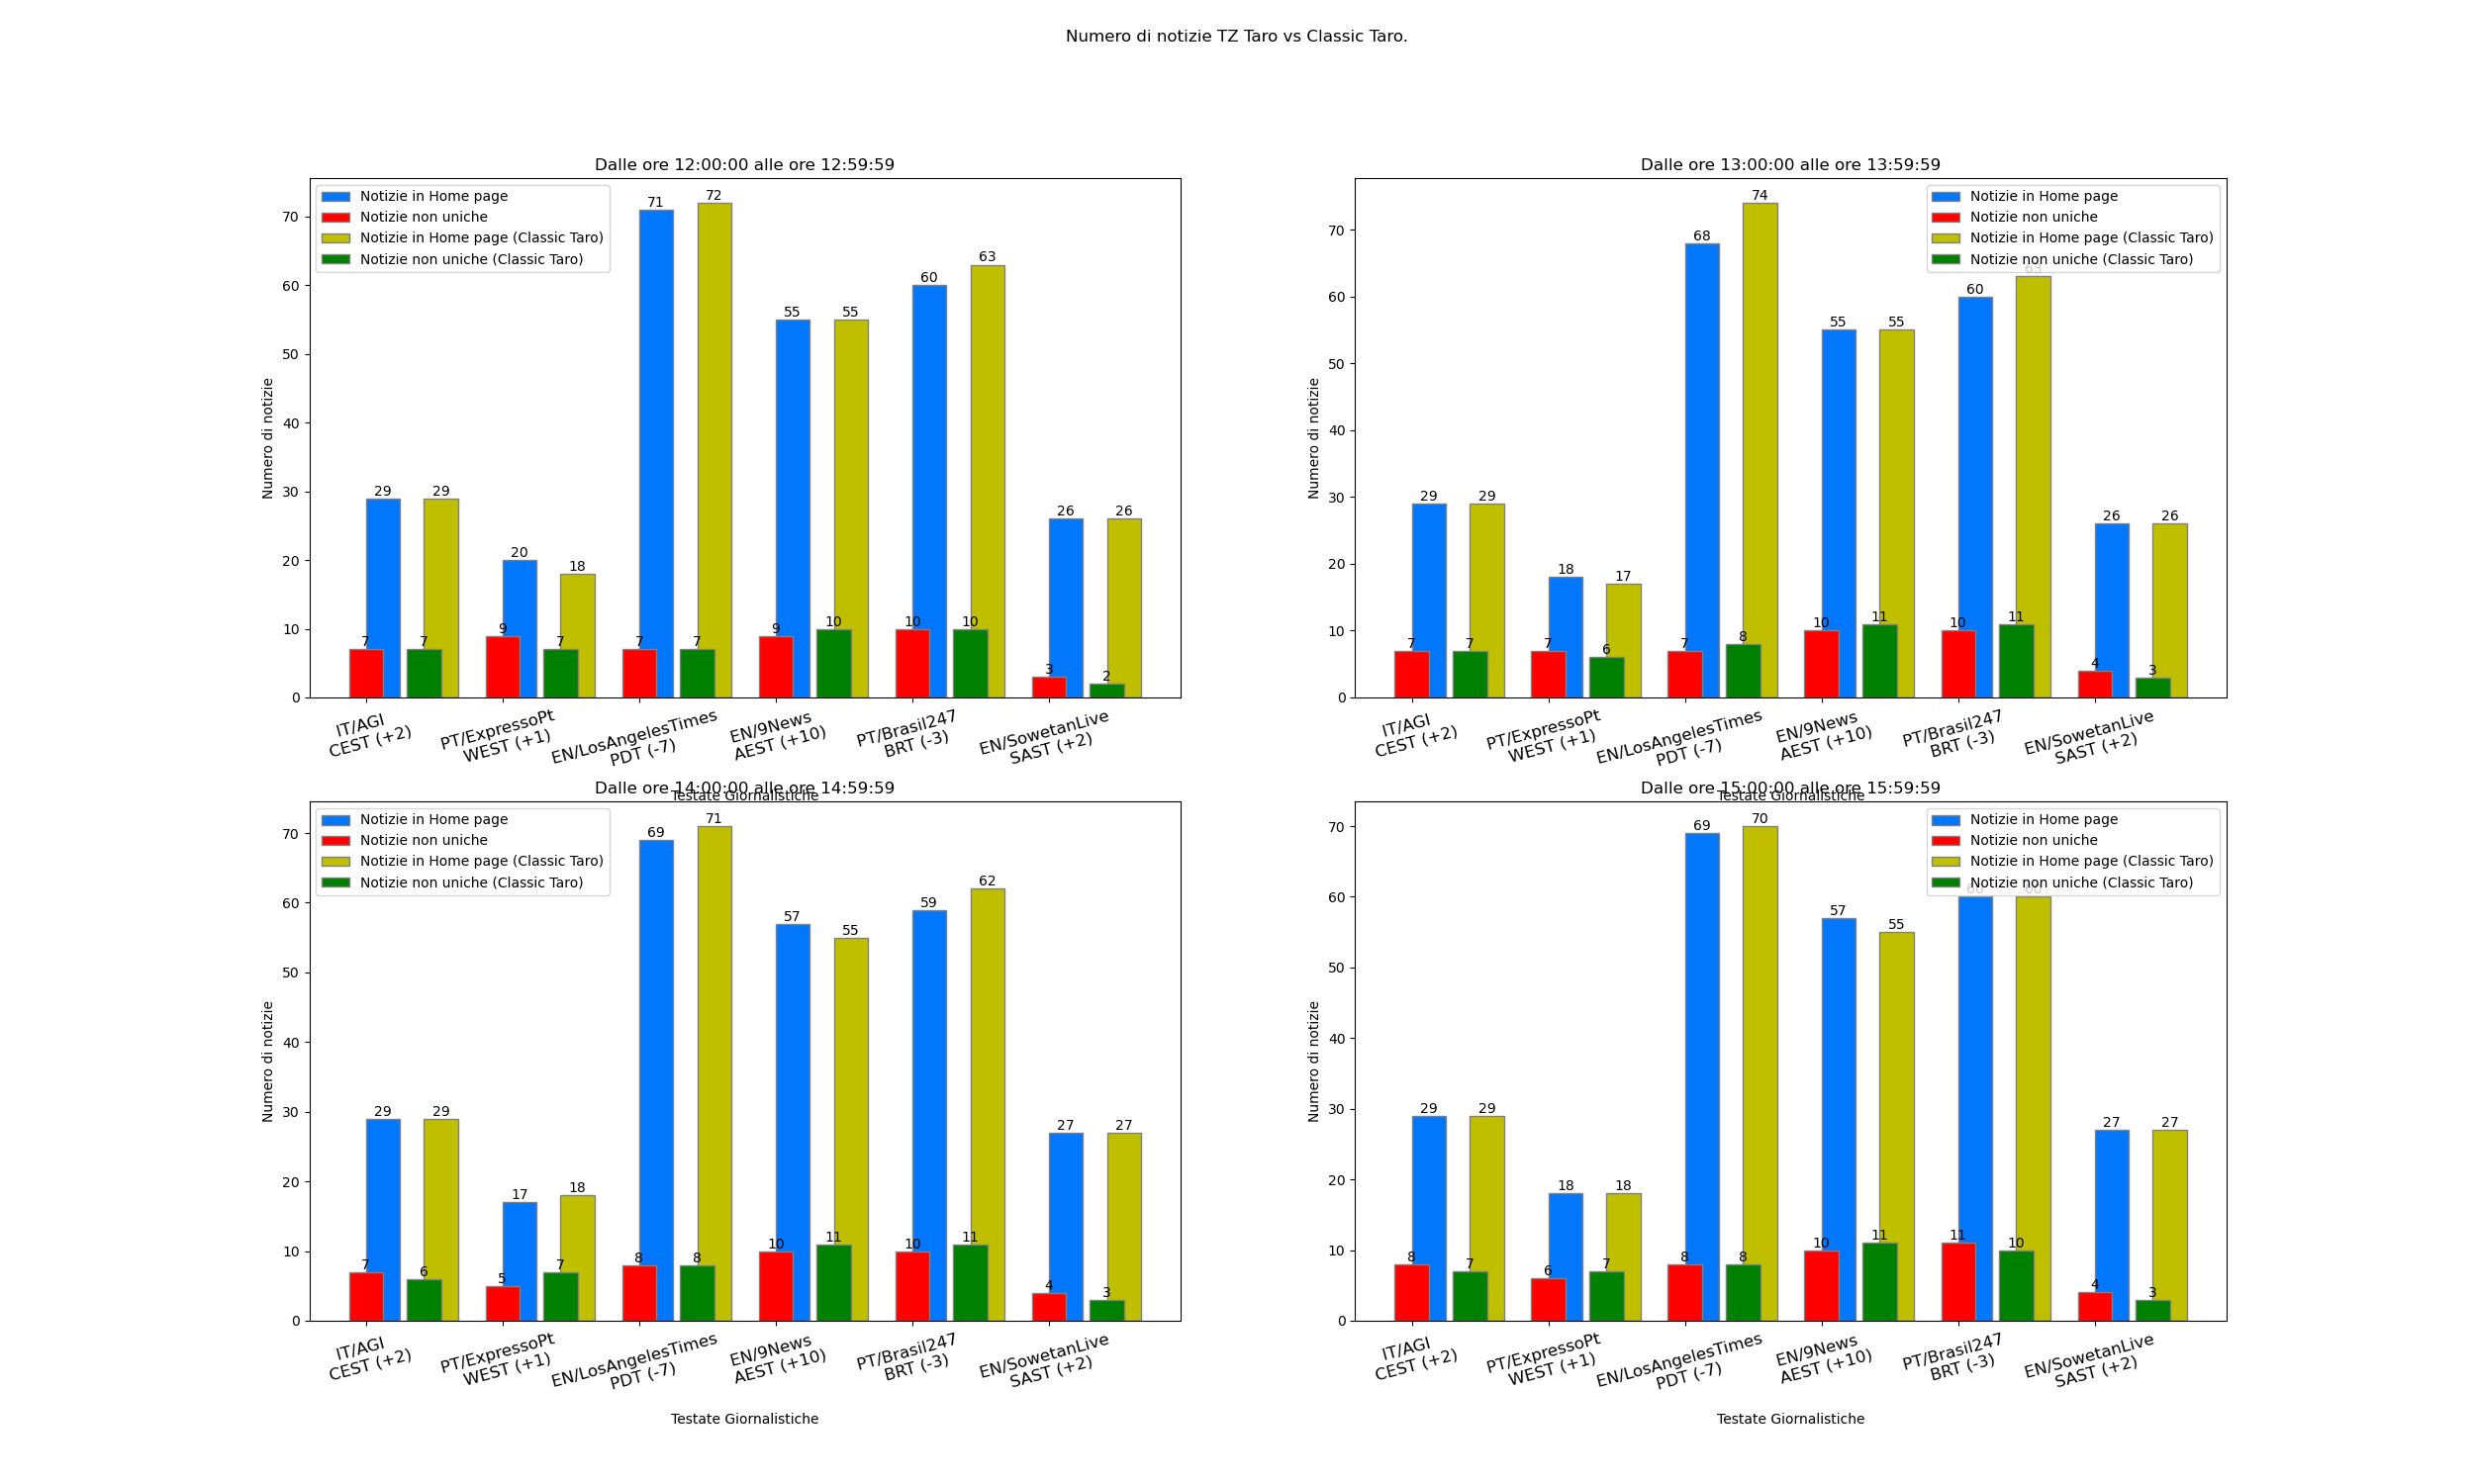 Numero di notizie TZ Taro vs Classic Taro.
Dalle ore 12:00:00 alle ore 12:59:59
Notizie in Home page
Notizie non uniche
Notizie in Home page (Classic Taro)
Notizie non uniche (Classic Taro)
Numero di notizie
70
60
50
40
30
20
10
0
29 29 20 18 71 72 55 55 60 63 26 26
7 7 9 7 7 7 9 10 10 10 3 2
IT/AGI
CEST (+2)
PT/ExpressoPt
WEST (+1)
EN/LosAngelesTimes
PDT (-7)
EN/9News
AEST (+10)
PT/Brasil247
BRT (-3)
EN/SowetanLive
SAST (+2)
Testate Giornalistiche
Dalle ore 13:00:00 alle ore 13:59:59
Notizie in Home page
Notizie non uniche
Notizie in Home page (Classic Taro)
Notizie non uniche (Classic Taro)
Numero di notizie
70
60
50
40
30
20
10
0
29 29 18 17 68 74 55 55 60 63 26 26
7 7 7 6 7 8 10 11 10 11 4 3
IT/AGI
CEST (+2)
PT/ExpressoPt
WEST (+1)
EN/LosAngelesTimes
PDT (-7)
EN/9News
AEST (+10)
PT/Brasil247
BRT (-3)
EN/SowetanLive
SAST (+2)
Testate Giornalistiche
Dalle ore 14:00:00 alle ore 14:59:59
Notizie in Home page
Notizie non uniche
Notizie in Home page (Classic Taro)
Notizie non uniche (Classic Taro)
Numero di notizie
70
60
50
40
30
20
10
0
29 29 17 18 69 71 57 55 59 62 27 27
7 6 5 7 8 8 10 11 10 11 4 3
IT/AGI
CEST (+2)
PT/ExpressoPt
WEST (+1)
EN/LosAngelesTimes
PDT (-7)
EN/9News
AEST (+10)
PT/Brasil247
BRT (-3)
EN/SowetanLive
SAST (+2)
Testate Giornalistiche
Dalle ore 15:00:00 alle ore 15:59:59
Notizie in Home page
Notizie non uniche
Notizie in Home page (Classic Taro)
Notizie non uniche (Classic Taro)
Numero di notizie
70
60
50
40
30
20
10
0
29 29 18 18 69 70 57 55 60 60 27 27
8 7 6 7 8 8 10 11 11 10 4 3
IT/AGI
CEST (+2)
PT/ExpressoPt
WEST (+1)
EN/LosAngelesTimes
PDT (-7)
EN/9News
AEST (+10)
PT/Brasil247
BRT (-3)
EN/SowetanLive
SAST (+2)
Testate Giornalistiche